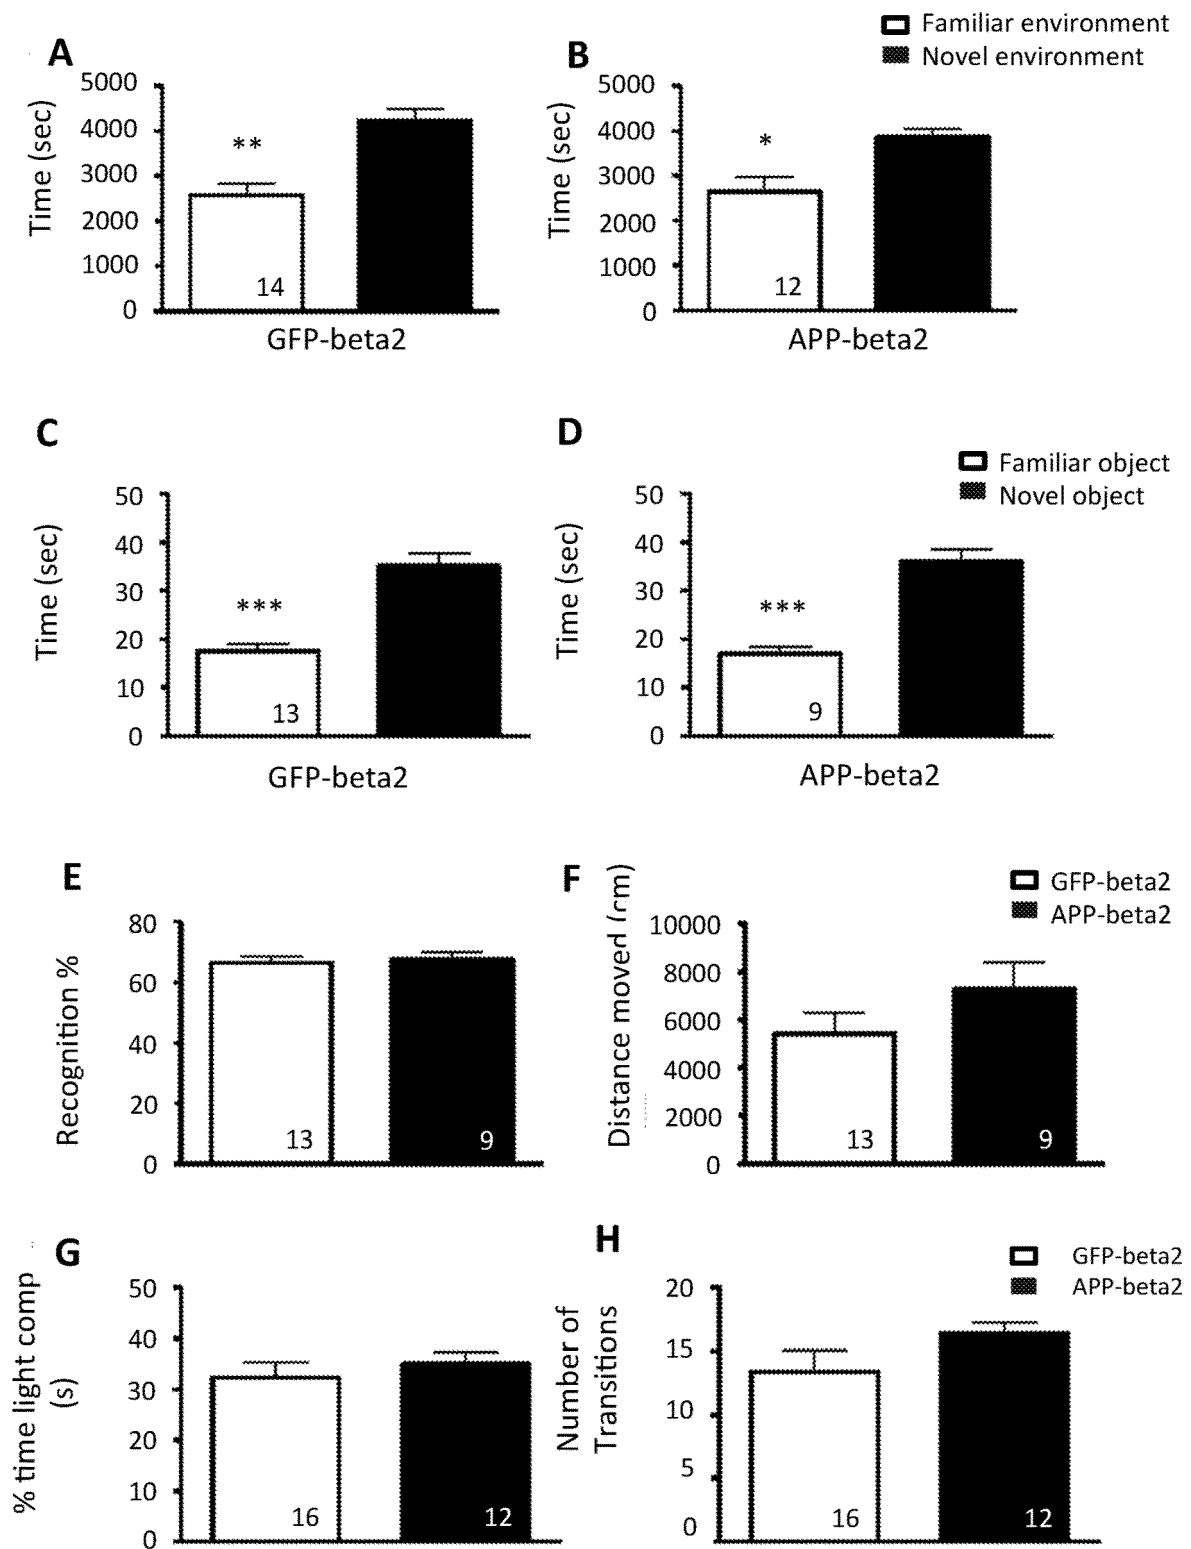 Familiar environment
Novel environment
A
B
5000
4000
3000
2000
1000
0
Time (sec)
**
14
GFP-beta2
5000
4000
3000
2000
1000
0
Time (sec)
*
12
APP-beta2
C
D
Familiar object
Novel object
50
40
30
20
10
0
Time (sec)
***
13
GFP-beta2
50
40
30
20
10
0
Time (sec)
***
9
APP-beta2
E
F
GFP-beta2
APP-beta2
80
60
40
20
0
Recognition %
13
9
10000
8000
6000
4000
2000
0
Distance moved (cm)
13
9
G
H
GFP-beta2
APP-beta2
50
40
30
20
10
0
% time light comp
(s)
16
12
20
15
10
5
0
Number of
Transitions
16
12